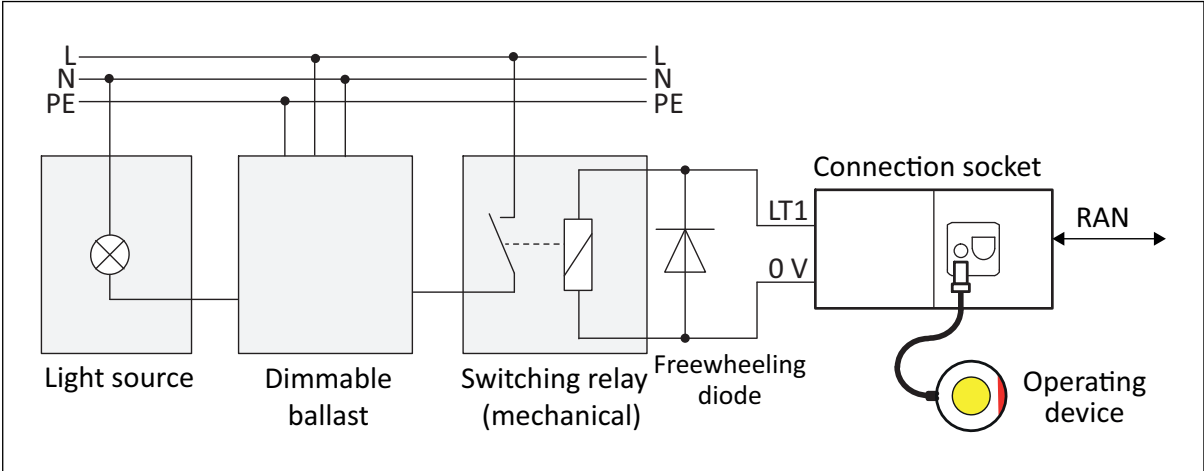 L
L
N
N
PE
PE
Connection socket
LT1
RAN
0 V
Light source
Dimmable
ballast
Switching relay
(mechanical)
Freewheeling
diode
Operating
device